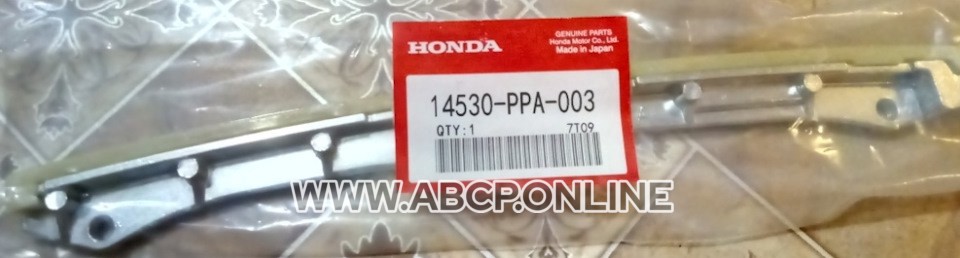 HONDA
GENUINE PARTS
Honda Motor Co., Ltd.
Made in Japan
14530-PPA-003
QTY:1 7T09
WWW.ABCP.ONLINE